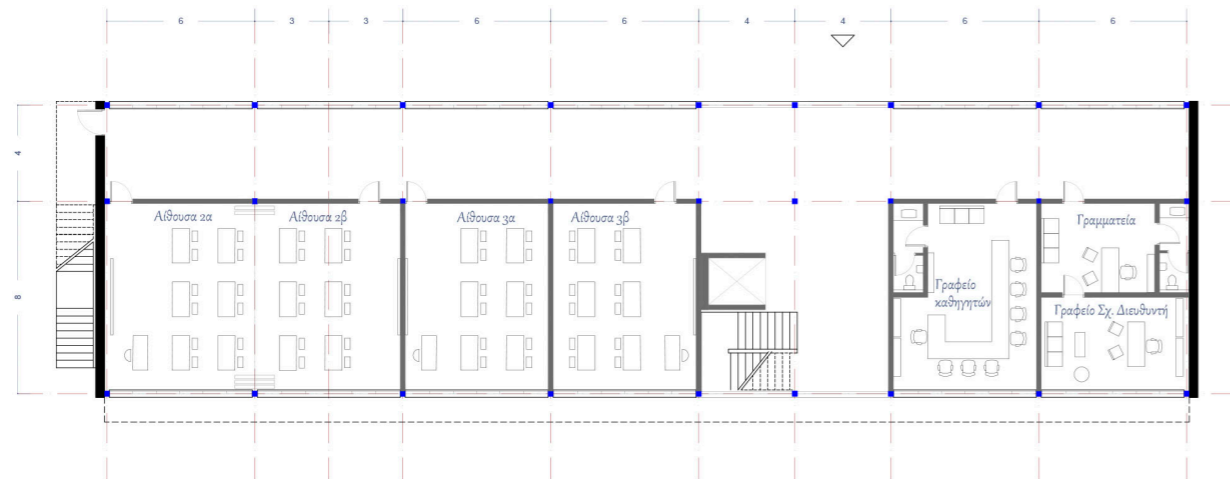 6 3 3 6 6 4 4 6 6
4
8
Αίθουσα 2α
Αίθουσα 2β
Αίθουσα 3α
Αίθουσα 3β
Γραμματεία
Γραφείο
καθηγητών
Γραφείο Σχ. Διευθυντή